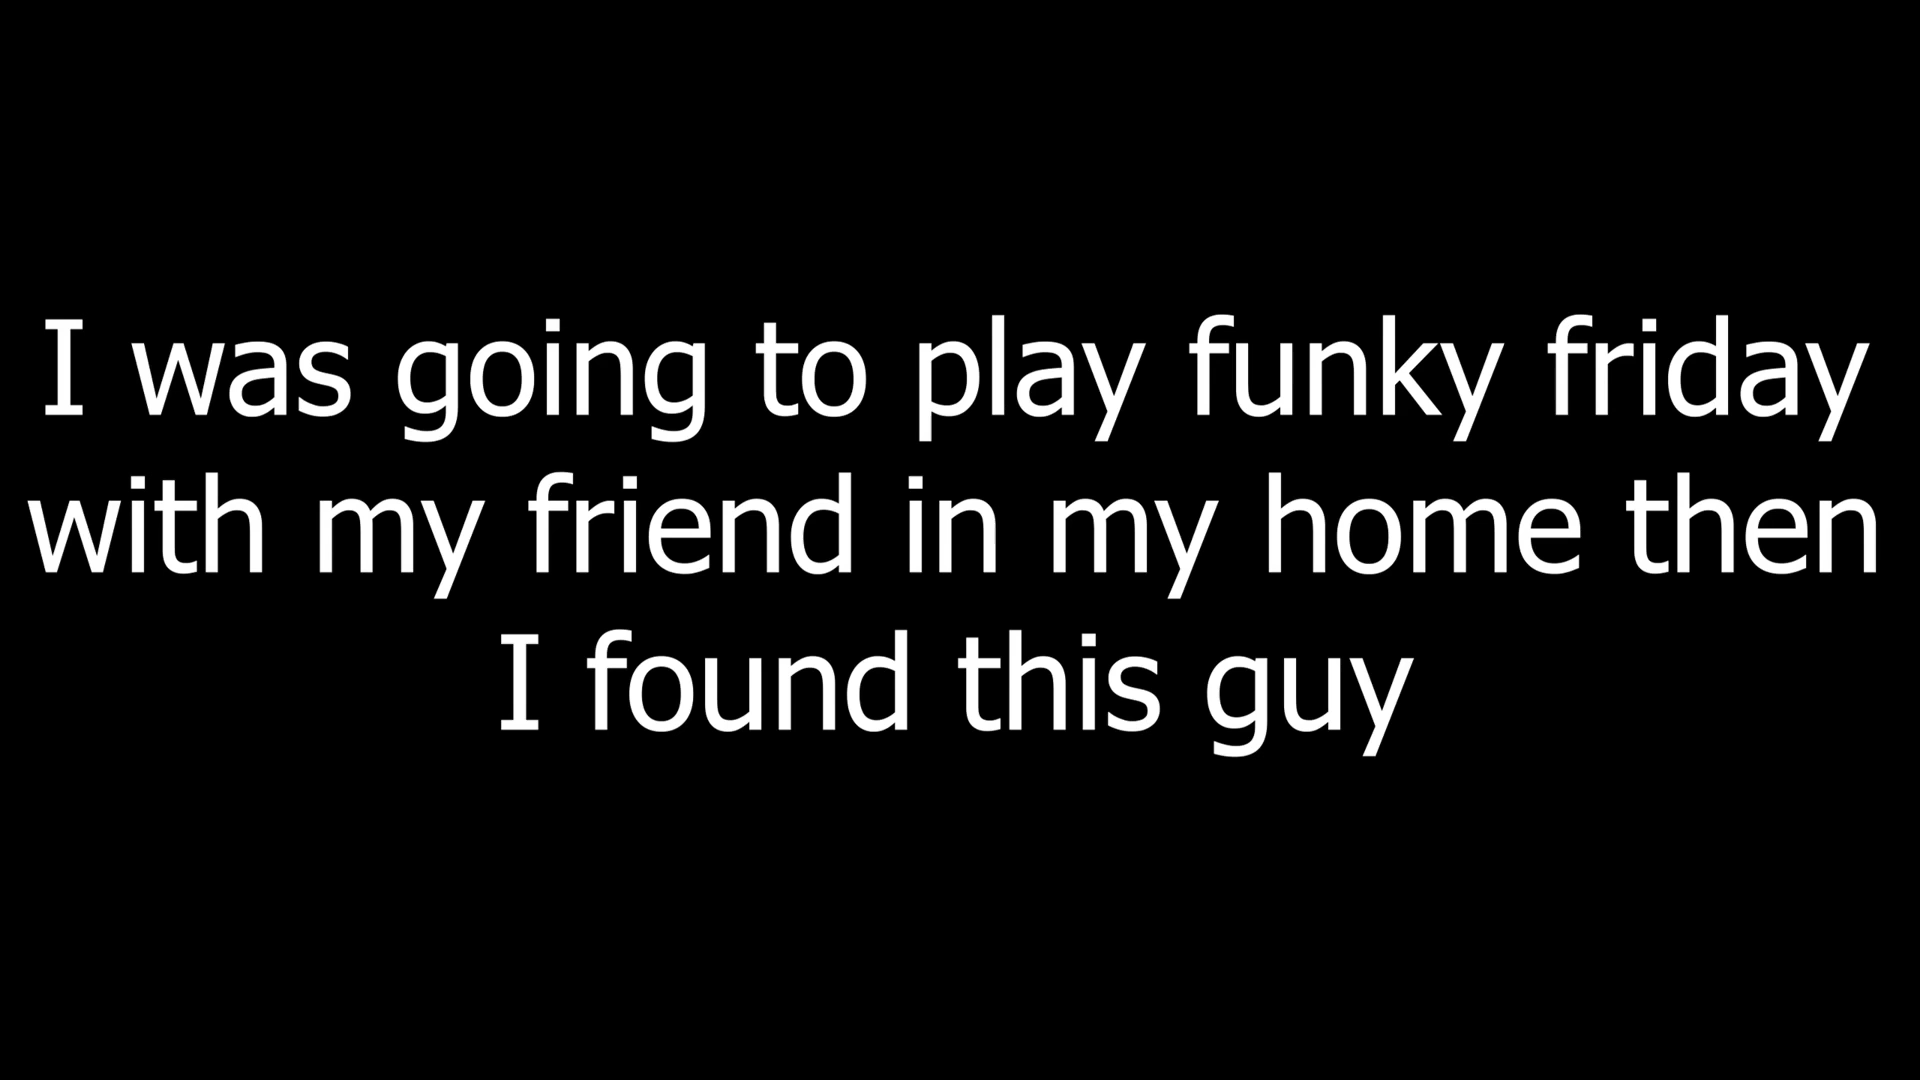 I was going to play funky friday
with my friend in my home then
I found this guy